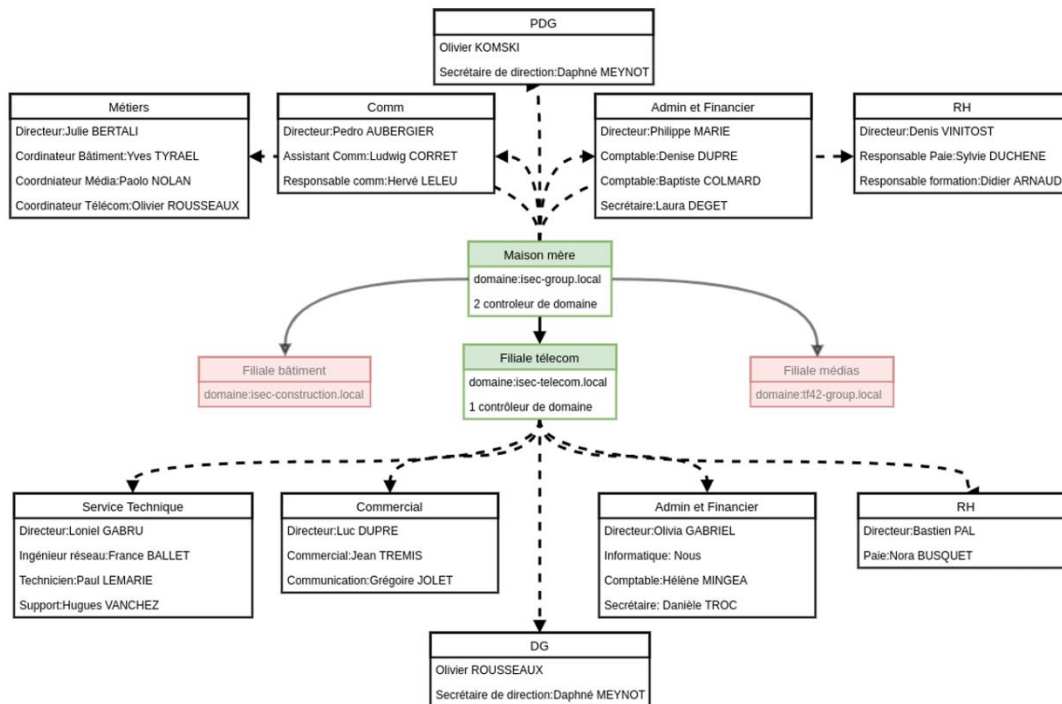 PDG
Olivier KOMSKI
Secrétaire de direction:Daphné MEYNOT
Métiers
Directeur:Julie BERTALI
Cordinateur Bâtiment:Yves TYRAEL
Coordniateur Média:Paolo NOLAN
Coordinateur Télécom:Olivier ROUSSEAUX
Comm
Directeur:Pedro AUBERGIER
Assistant Comm:Ludwig CORRET
Responsable comm:Hervé LELEU
Admin et Financier
Directeur:Philippe MARIE
Comptable:Denise DUPRE
Comptable:Baptiste COLMARD
Secrétaire:Laura DEGET
RH
Directeur:Denis VINITOST
Responsable Paie:Sylvie DUCHENE
Responsable formation:Didier ARNAUD
Maison mère
domaine:isec-group.local
2 controleur de domaine
Filiale bâtiment
domaine:isec-construction.local
Filiale télecom
domaine:isec-telecom.local
1 contrôleur de domaine
Filiale médias
domaine:tf42-group.local
Service Technique
Directeur:Loniel GABRU
Ingénieur réseau:France BALLET
Technicien:Paul LEMARIE
Support:Hugues VANCHEZ
Commercial
Directeur:Luc DUPRE
Commercial:Jean TREMIS
Communication:Grégoire JOLET
Admin et Financier
Directeur:Olivia GABRIEL
Informatique: Nous
Comptable:Hélène MINGEA
Secrétaire: Danièle TROC
RH
Directeur:Bastien PAL
Paie:Nora BUSQUET
DG
Olivier ROUSSEAUX
Secrétaire de direction:Daphné MEYNOT